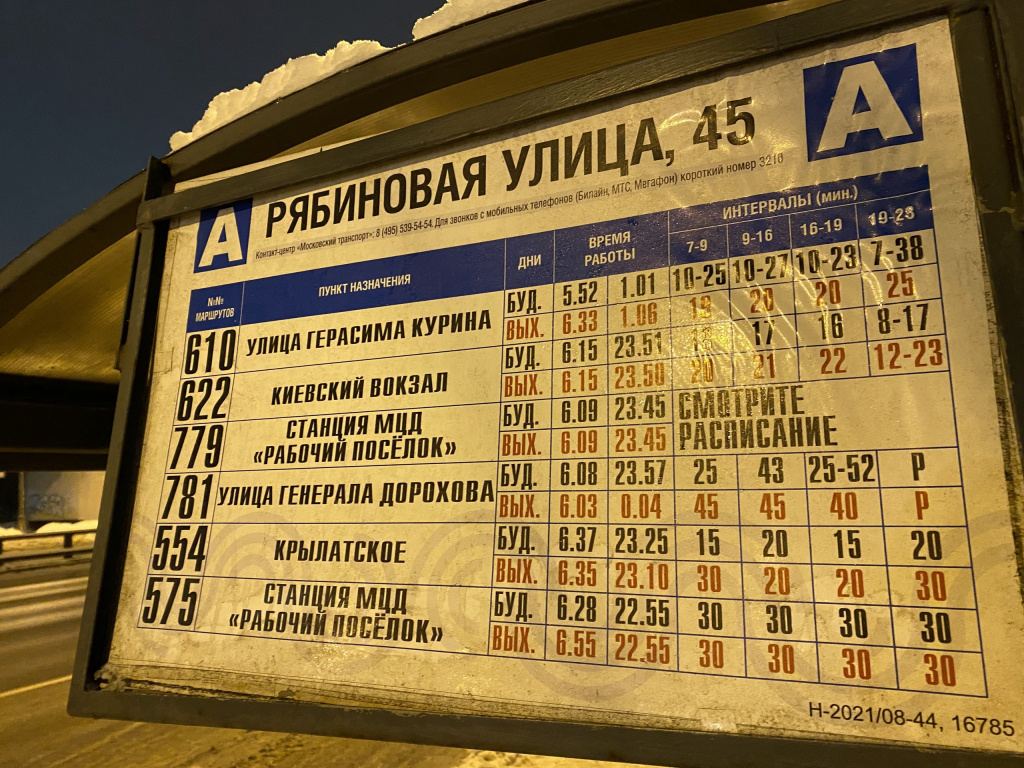 А РЯБИНОВАЯ УЛИЦА, 45 А
Контакт-центр «Московский транспорт»: 8 (495) 539-54-54 Для звонков с мобильных телефонов (Билайн, МТС, Мегафон) короткий номер 3210
№№ МАРШРУТОВ ПУНКТ НАЗНАЧЕНИЯ ДНИ ВРЕМЯ РАБОТЫ ИНТЕРВАЛЫ (мин.)
7-9 9-16 16-19 19-23
610 УЛИЦА ГЕРАСИМА КУРИНА БУД. 5.52 1.01 10-25 10-27 10-23 7-38
ВЫХ. 6.33 1.06 20 20 25
622 КИЕВСКИЙ ВОКЗАЛ БУД. 6.15 23.51 17 16 8-17
ВЫХ. 6.15 23.50 20 21 22 12-23
779 СТАНЦИЯ МЦД БУД. 6.09 23.45 СМОТРИТЕ
«РАБОЧИЙ ПОСЁЛОК» ВЫХ. 6.09 23.45 РАСПИСАНИЕ
781 УЛИЦА ГЕНЕРАЛА ДОРОХОВА БУД. 6.08 23.57 25 43 25-52 Р
ВЫХ. 6.03 0.04 45 45 40 Р
554 КРЫЛАТСКОЕ БУД. 6.37 23.25 15 20 15 20
ВЫХ. 6.35 23.10 30 20 20 30
575 СТАНЦИЯ МЦД БУД. 6.28 22.55 30 30 30 30
«РАБОЧИЙ ПОСЁЛОК» ВЫХ. 6.55 22.55 30 30 30 30
Н-2021/08-44, 16785